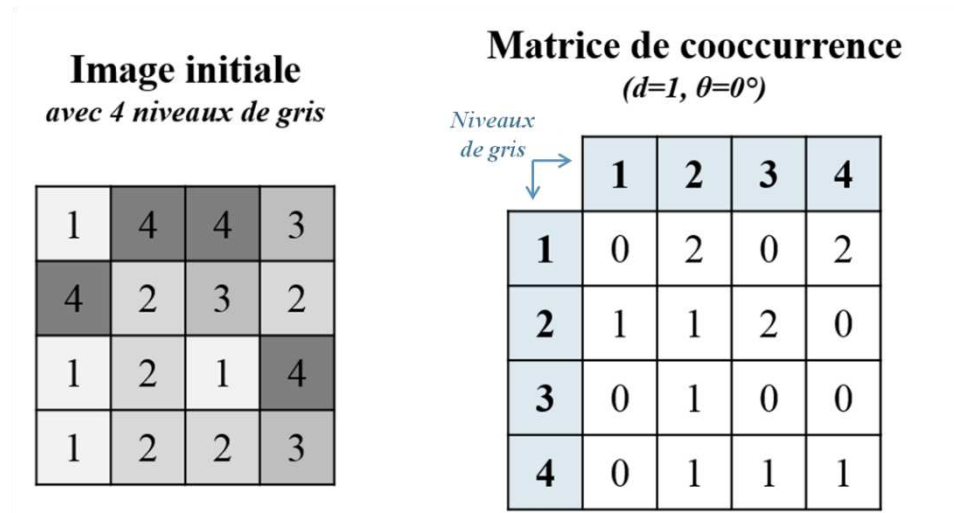 Image initiale
avec 4 niveaux de gris
1 4 4 3
4 2 3 2
1 2 1 4
1 2 2 3
Matrice de cooccurrence
(d=1, θ=0°)
Niveaux
de gris
1 2 3 4
1 0 2 0 2
2 1 1 2 0
3 0 1 0 0
4 0 1 1 1